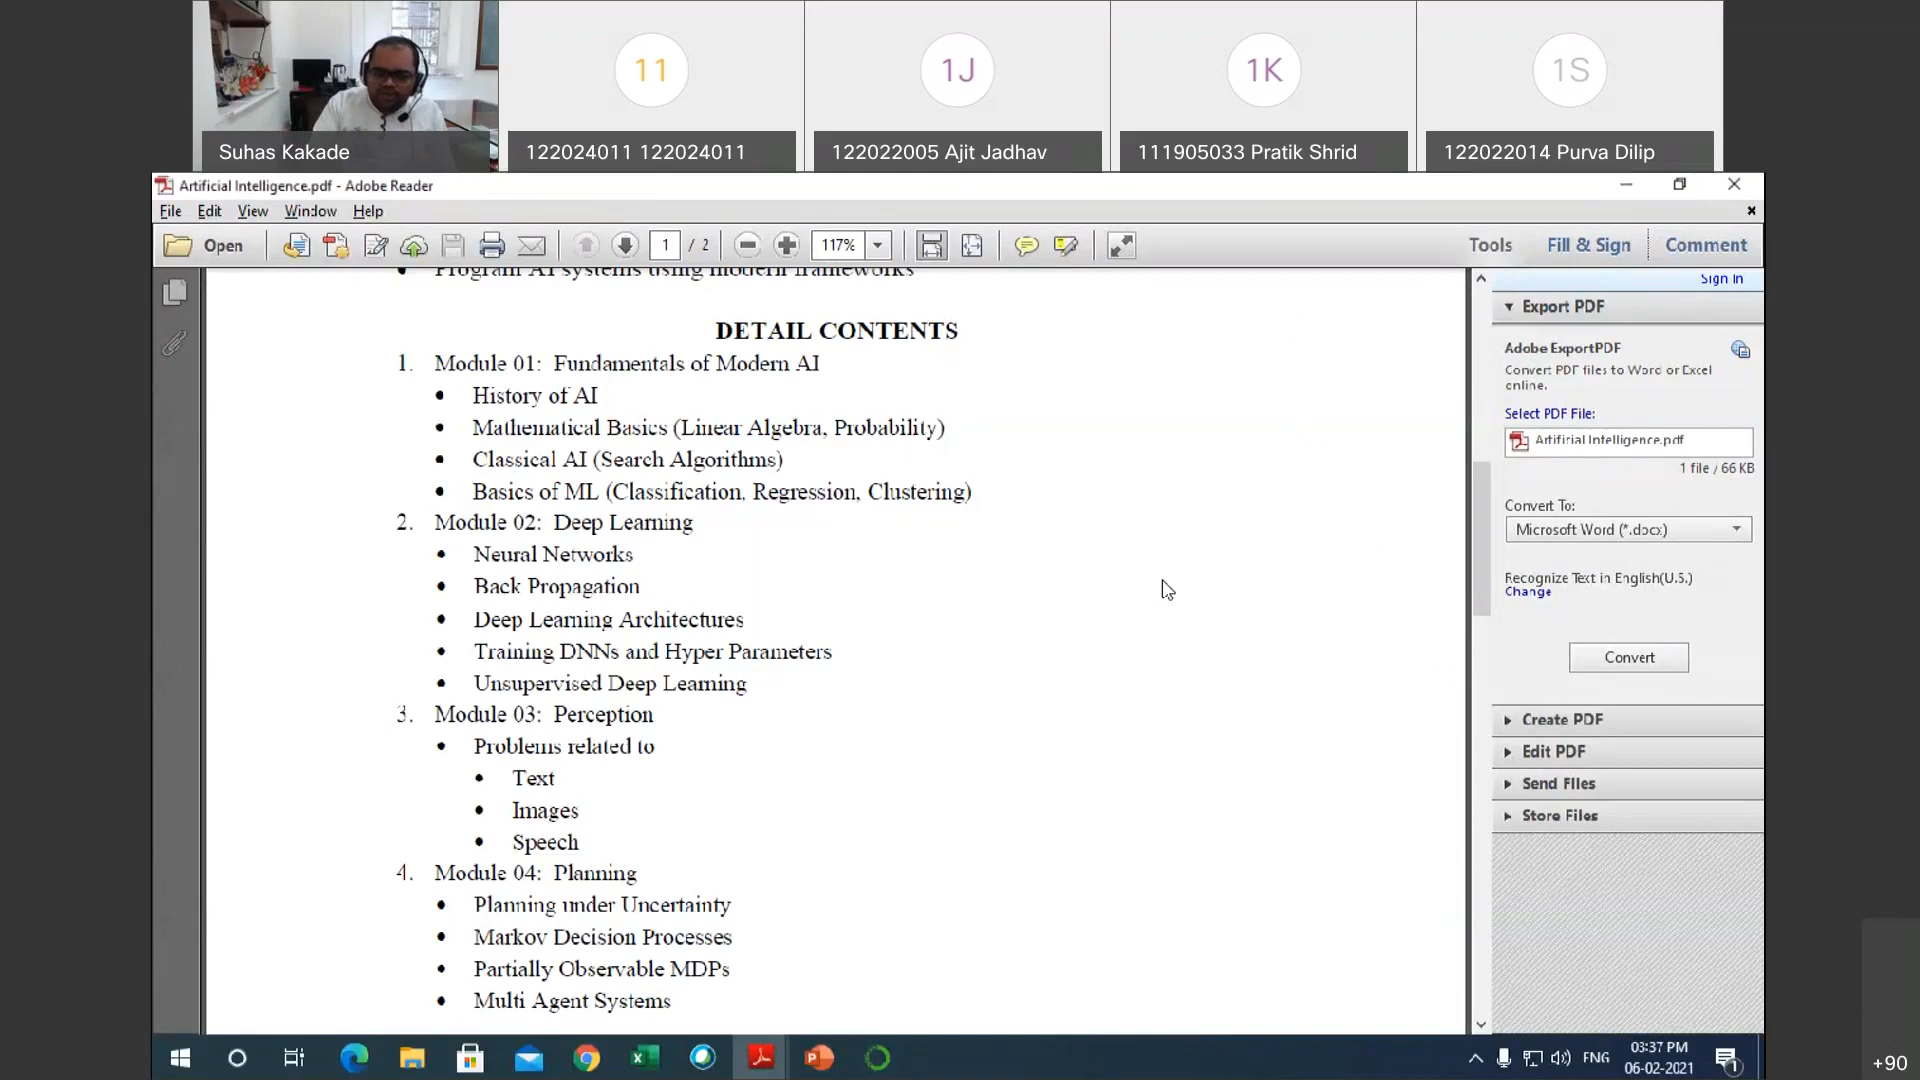 11
1J
1K
1S
Suhas Kakade
122024011 122024011
122022005 Ajit Jadhav
111905033 Pratik Shrid
122022014 Purva Dilip
Artificial Intelligence.pdf - Adobe Reader
File Edit View Window Help
Open 1 / 2 117% Tools Fill & Sign Comment
Program AI systems using modern frameworks
DETAIL CONTENTS
1. Module 01: Fundamentals of Modern AI
• History of AI
• Mathematical Basics (Linear Algebra, Probability)
• Classical AI (Search Algorithms)
• Basics of ML (Classification, Regression, Clustering)
2. Module 02: Deep Learning
• Neural Networks
• Back Propagation
• Deep Learning Architectures
• Training DNNs and Hyper Parameters
• Unsupervised Deep Learning
3. Module 03: Perception
• Problems related to
• Text
• Images
• Speech
4. Module 04: Planning
• Planning under Uncertainty
• Markov Decision Processes
• Partially Observable MDPs
• Multi Agent Systems
Sign In
Export PDF
Adobe ExportPDF
Convert PDF files to Word or Excel
online.
Select PDF File:
Artificial Intelligence.pdf
1 file / 66 KB
Convert To:
Microsoft Word (*.docx)
Recognize Text in English(U.S.)
Change
Convert
Create PDF
Edit PDF
Send Files
Store Files
ENG
03:37 PM
06-02-2021
1
+90